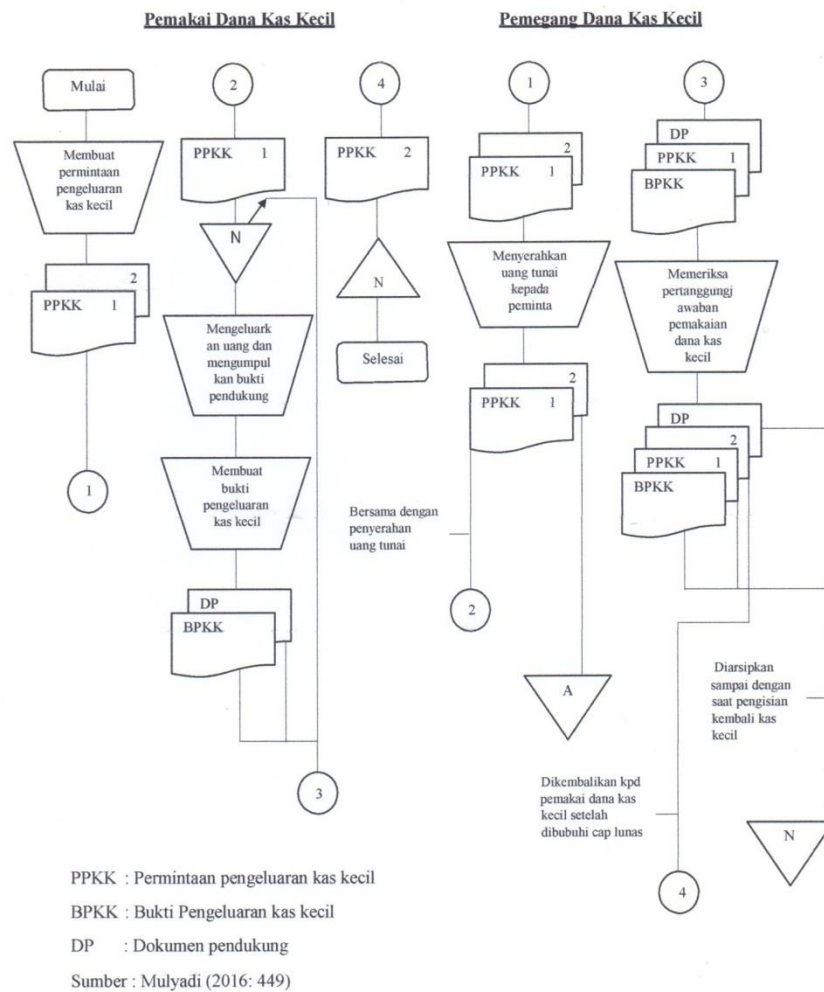 Pemakai Dana Kas Kecil
Pemegang Dana Kas Kecil
Mulai
Membuat
permintaan
pengeluaran
kas kecil
2
PPKK 1
1
2
PPKK 1
N
Mengeluark
an uang dan
mengumpul
kan bukti
pendukung
Membuat
bukti
pengeluaran
kas kecil
DP
BPKK
3
4
PPKK 2
N
Selesai
1
2
PPKK 1
Menyerahkan
uang tunai
kepada
peminta
2
PPKK 1
Bersama dengan
penyerahan
uang tunai
2
A
3
DP
PPKK 1
BPKK
Memeriksa
pertanggungj
awaban
pemakaian
dana kas
kecil
DP
2
PPKK 1
BPKK
Diarsipkan
sampai dengan
saat pengisian
kembali kas
kecil
Dikembalikan kpd
pemakai dana kas
kecil setelah
dibubuhi cap lunas
4
N
PPKK : Permintaan pengeluaran kas kecil
BPKK : Bukti Pengeluaran kas kecil
DP : Dokumen pendukung
Sumber : Mulyadi (2016: 449)